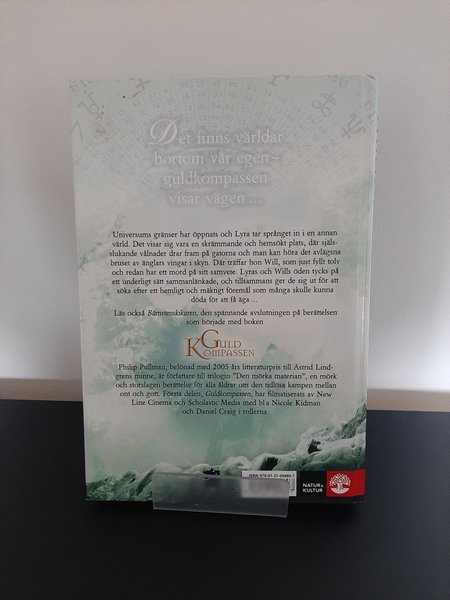 Det finns världar
bortom vår egen –
guldkompassen
visar vägen ...
Universums gränser har öppnats och Lyra tar språnget in i en annan
värld. Det visar sig vara en skrämmande och hemsökt plats, där själs-
slukande vålnader drar fram på gatorna och man kan höra det avlägsna
bruset av änglars vingar i skyn. Där träffar hon Will, som just fyllt tolv
och redan har ett mord på sitt samvete. Lyras och Wills öden tycks på
ett underligt sätt sammanlänkade, och tillsammans ger de sig ut för att
söka efter ett hemligt och mäktigt föremål som många skulle kunna
döda för att få äga ...
Läs också Bärnstenskikaren, den spännande avslutningen på berättelsen
som började med boken
GULD
KOMPASSEN
Philip Pullman, belönad med 2005 års litteraturpris till Astrid Lind-
grens minne, är författare till trilogin "Den mörka materian", en mörk
och storslagen berättelse för alla åldrar om den tidlösa kampen mellan
ont och gott. Första delen, Guldkompassen, har filmatiserats av New
Line Cinema och Scholastic Media med bl a Nicole Kidman
och Daniel Craig i rollerna.
NATUR &
KULTUR